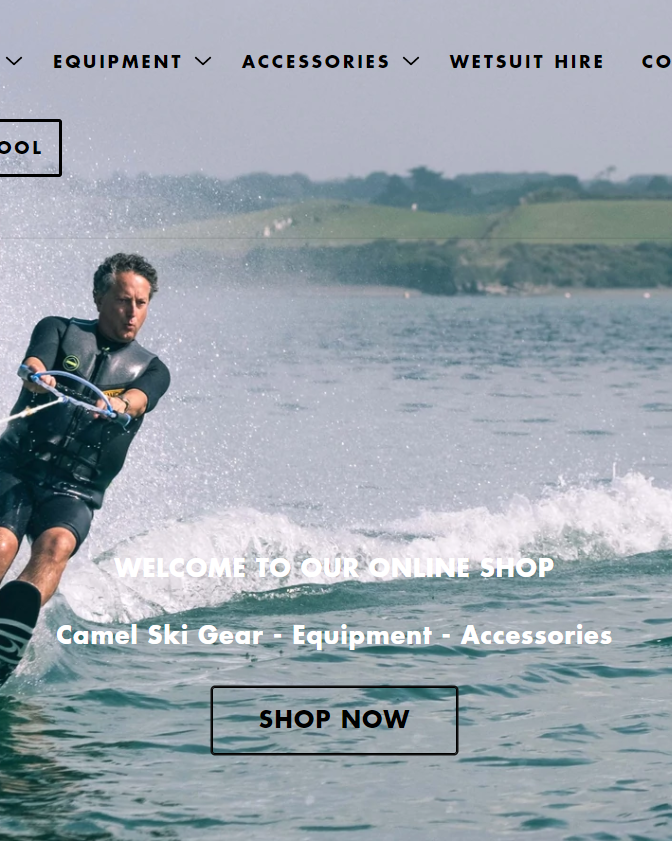 EQUIPMENT ACCESSORIES WETSUIT HIRE CO
OOL
WELCOME TO OUR ONLINE SHOP
Camel Ski Gear - Equipment - Accessories
SHOP NOW